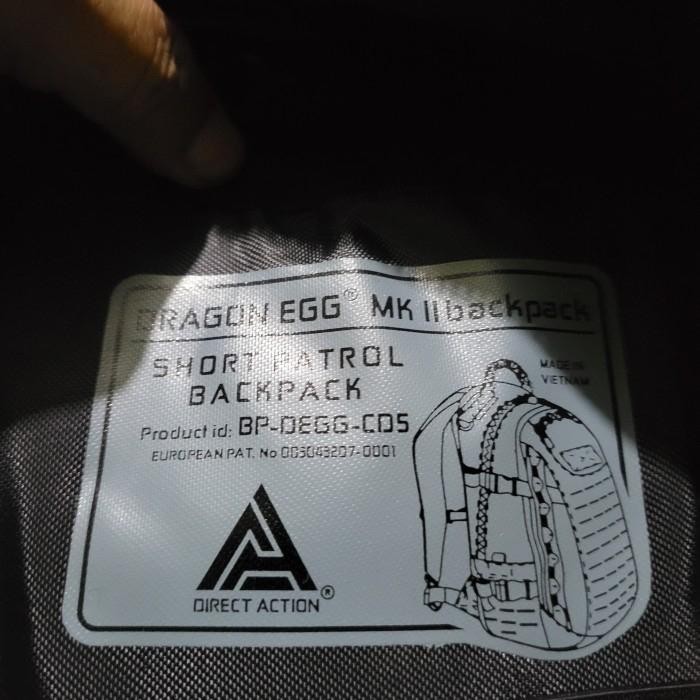 DRAGON EGG® MK II backpack
SHORT PATROL
BACKPACK
MADE IN
VIETNAM
Product id: BP-DEGG-CD5
EUROPEAN PAT. No 003043207-0001
DIRECT ACTION®